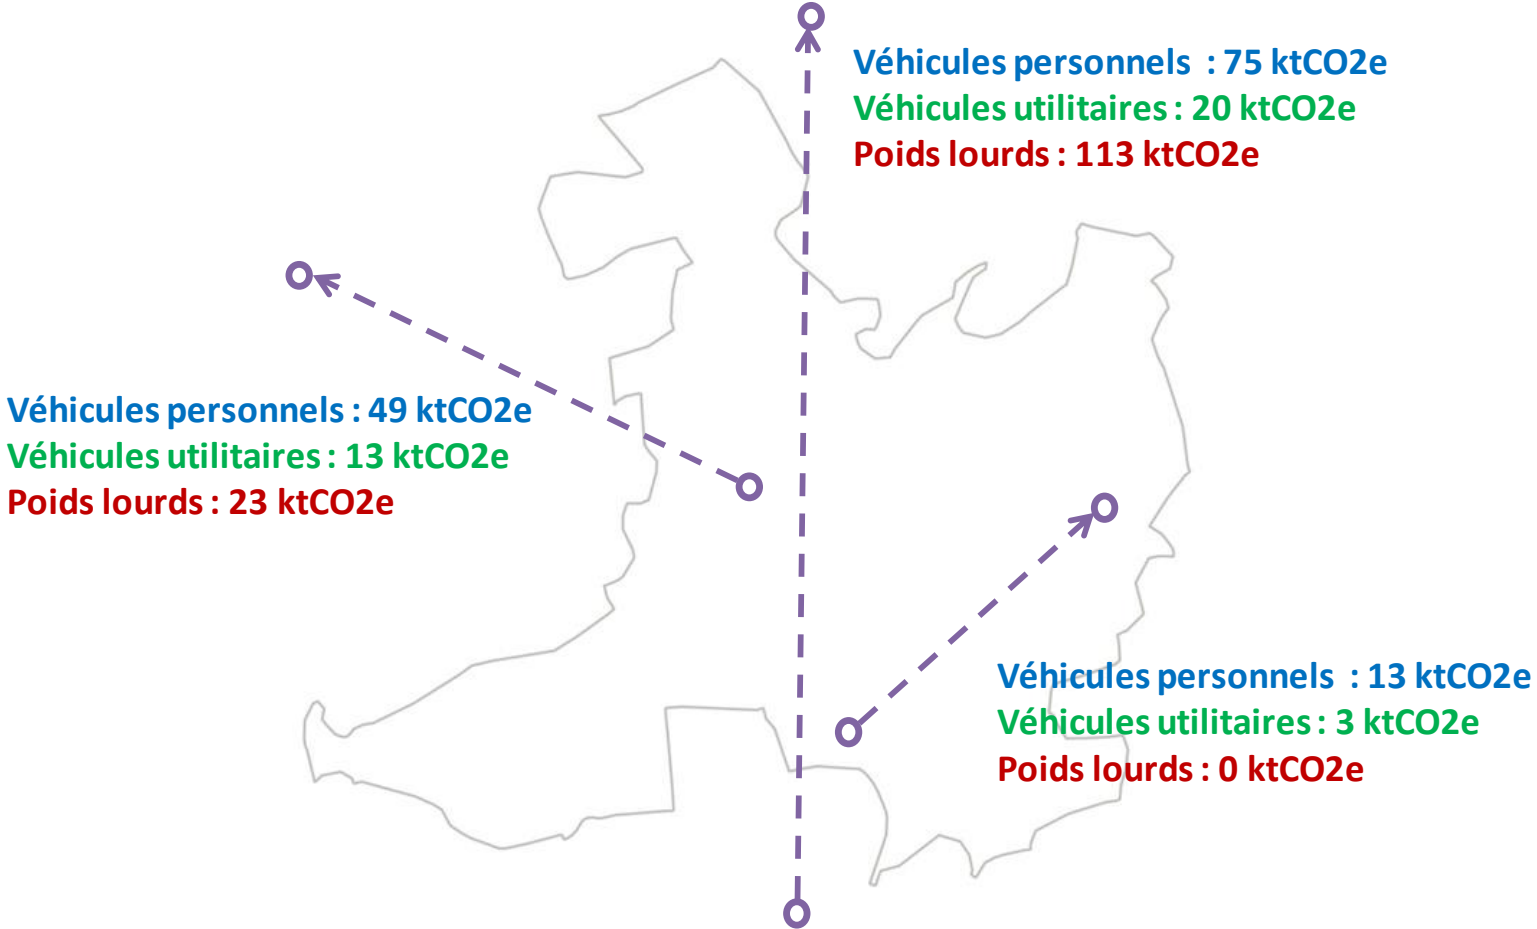 Véhicules personnels : 75 ktCO2e
Véhicules utilitaires : 20 ktCO2e
Poids lourds : 113 ktCO2e
Véhicules personnels : 49 ktCO2e
Véhicules utilitaires : 13 ktCO2e
Poids lourds : 23 ktCO2e
Véhicules personnels : 13 ktCO2e
Véhicules utilitaires : 3 ktCO2e
Poids lourds : 0 ktCO2e